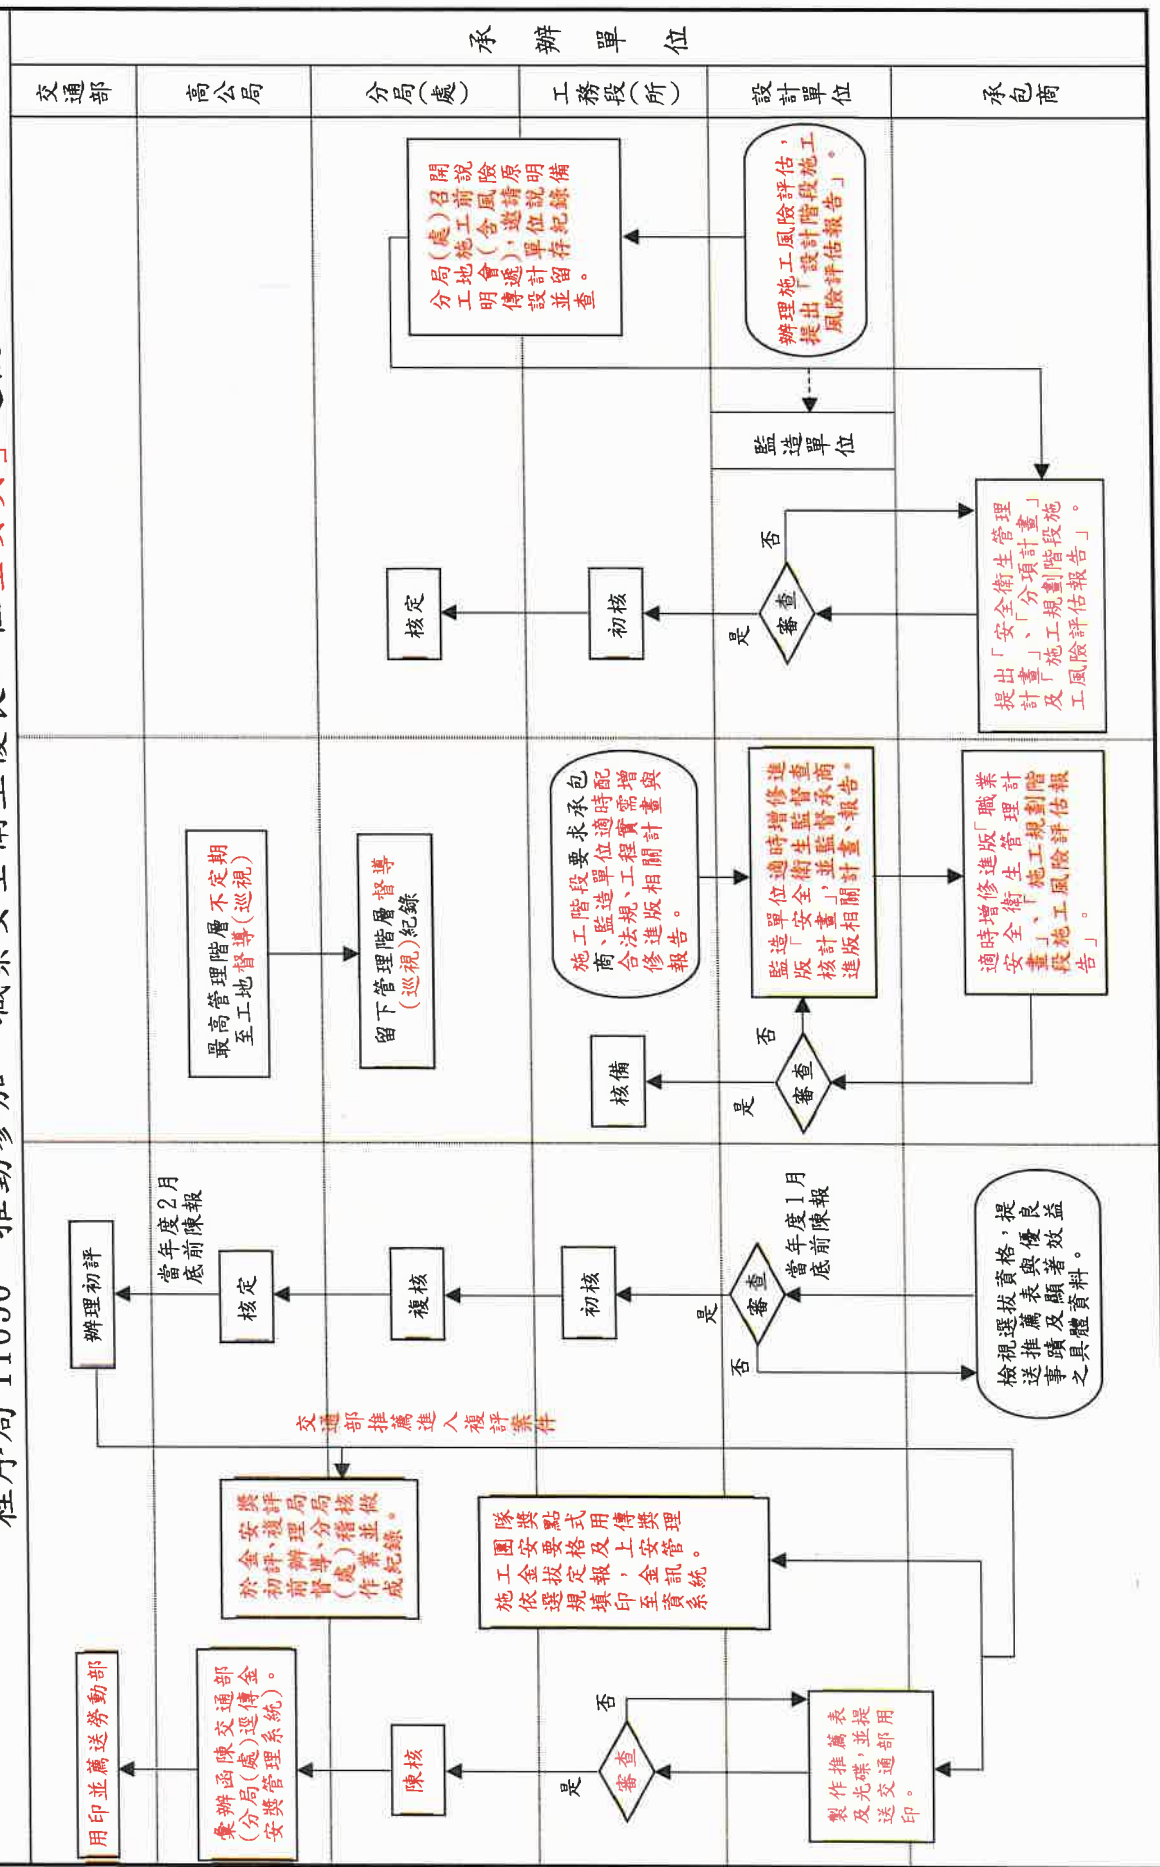 承辦單位
交通部
高公局
分局(處)
工務段(所)
設計單位
承包商
辦理施工風險評估，
提出「設計階段施工
風險評估報告」。
分局(處)召開
工地施工前說
明會(含風險
傳遞)，邀請原
設計單位說明
並留存紀錄備
查。
監造單位
提出「安全衛生管理
計畫」、「分項計畫」
及「施工規劃階段施
工風險評估報告」。
審查
是
否
初核
核定
最高管理階層不定期
至工地督導(巡視)
留下管理階層督導
(巡視)紀錄
施工階段要求承包
商、監造單位適時配
合法規、工程實需增
修進版相關計畫與
報告。
監造單位適時增修進
版「安全衛生監督查
核計畫」，並監督承商
進版相關計畫、報告。
適時增修進版「職業
安全衛生管理計
畫」、「施工規劃階
段施工風險評估報
告」。
審查
是
否
核備
檢視選拔資格，提
送推薦表與優良
事蹟及顯著效益
之具體資料。
當年度1月
底前陳報
審查
是
否
初核
複核
核定
當年度2月
底前陳報
辦理初評
交通部推薦進入複評案件
於金安獎
初評、複評
前辦理局
督導、分局
(處)稽核
作業並做
成紀錄。
施工團隊
依金安獎
選拔要點
規定格式
填報及用
印，上傳
至金安獎
資訊管理
系統。
製作推薦表
及光碟，並提
送交通部用
印。
審查
是
否
陳核
彙辦函陳交通部
(分局(處)逕傳金
安獎管理系統)。
用印並薦送勞動部